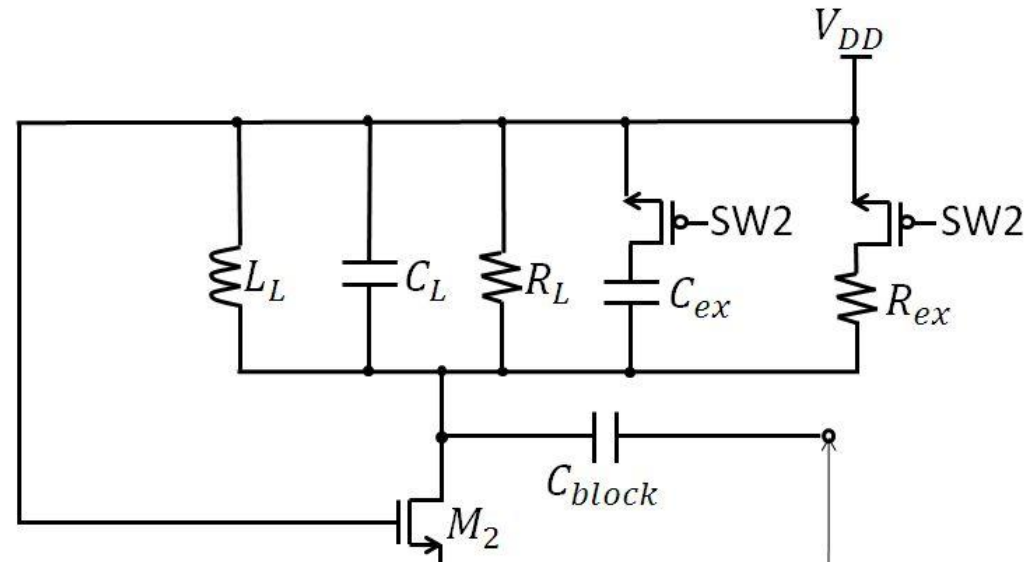 V_DD
SW2
SW2
L_L
C_L
R_L
C_ex
R_ex
C_block
M_2